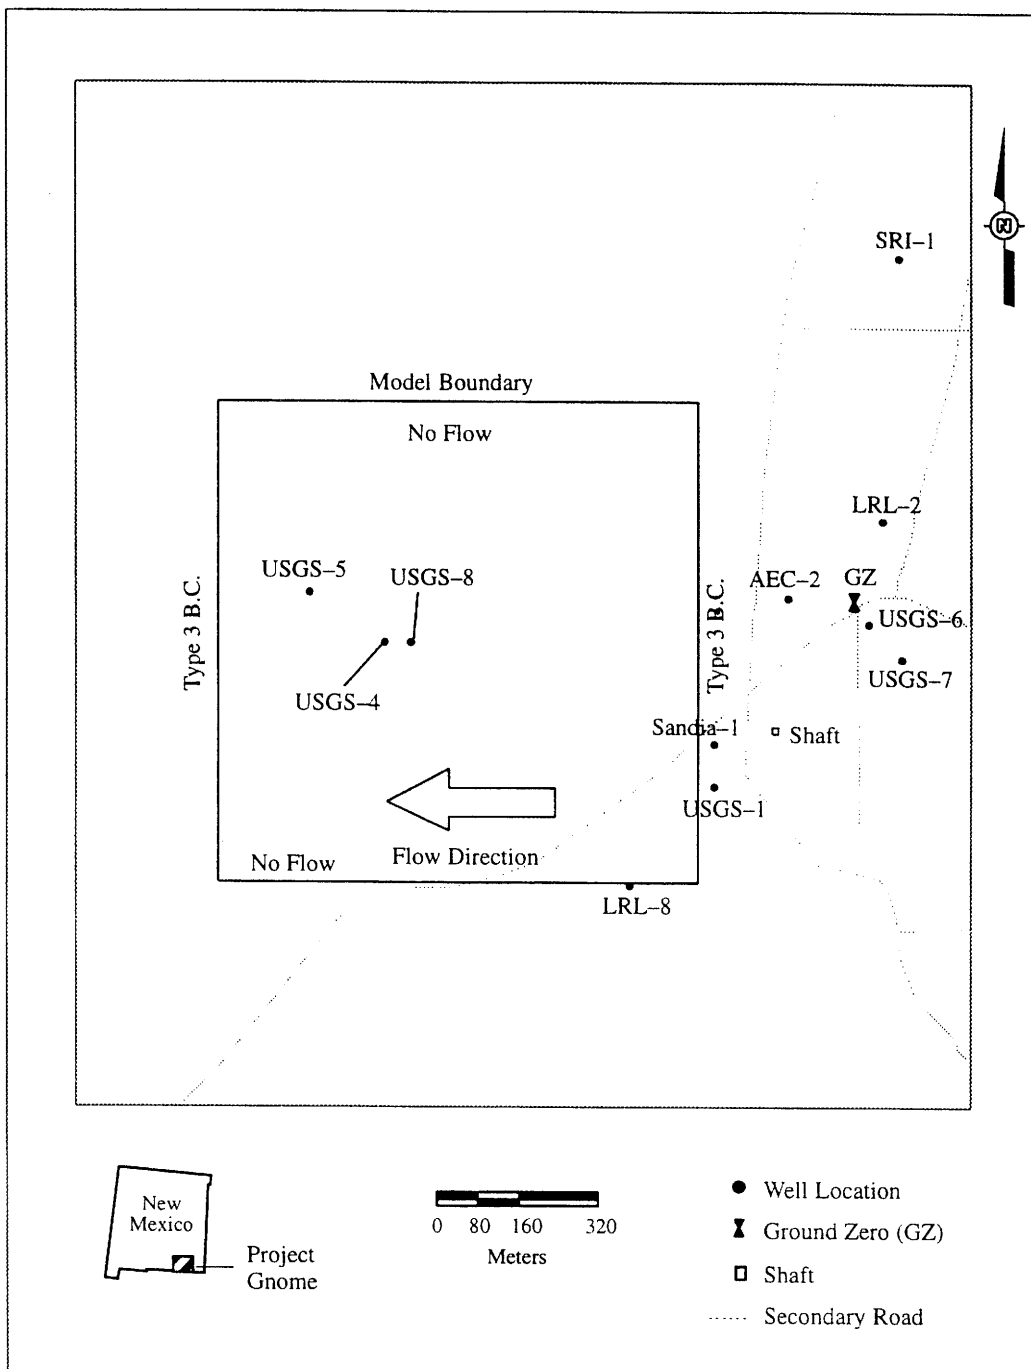 N
SRI–1
Model Boundary
No Flow
LRL–2
USGS–5
USGS–8
AEC–2
GZ
Type 3 B.C.
Type 3 B.C.
USGS–6
USGS–7
USGS–4
Sandia–1
Shaft
USGS–1
Flow Direction
No Flow
LRL–8
New
Mexico
Project
Gnome
0 80 160 320
Meters
Well Location
Ground Zero (GZ)
Shaft
Secondary Road